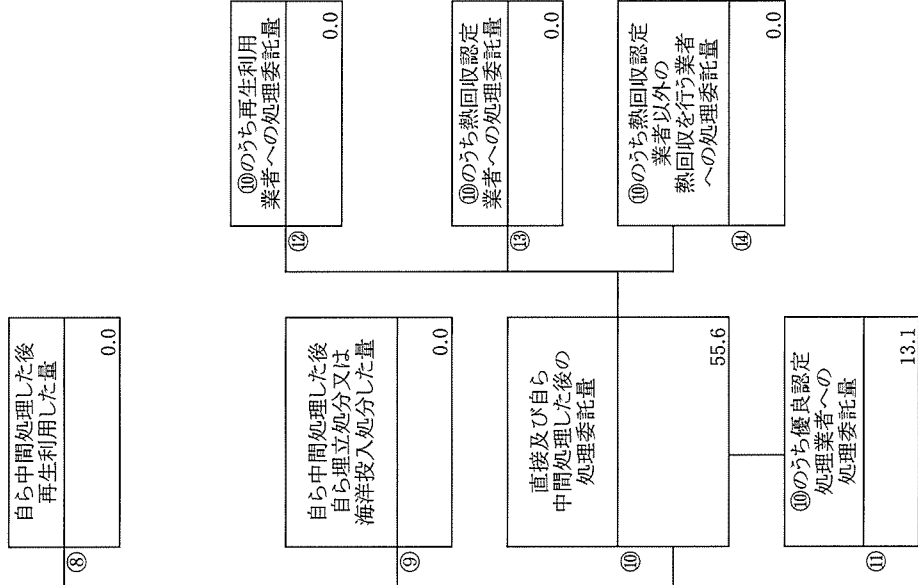 ⑧
自ら中間処理した後
再生利用した量
0.0
⑨
自ら中間処理した後
自ら埋立処分又は
海洋投入処分した量
0.0
⑩
直接及び自ら
中間処理した後の
処理委託量
55.6
⑪
⑩のうち優良認定
処理業者への
処理委託量
13.1
⑫
⑩のうち再生利用
業者への処理委託量
0.0
⑬
⑩のうち熱回収認定
業者への処理委託量
0.0
⑭
⑩のうち熱回収認定
業者以外の
熱回収を行う業者
への処理委託量
0.0